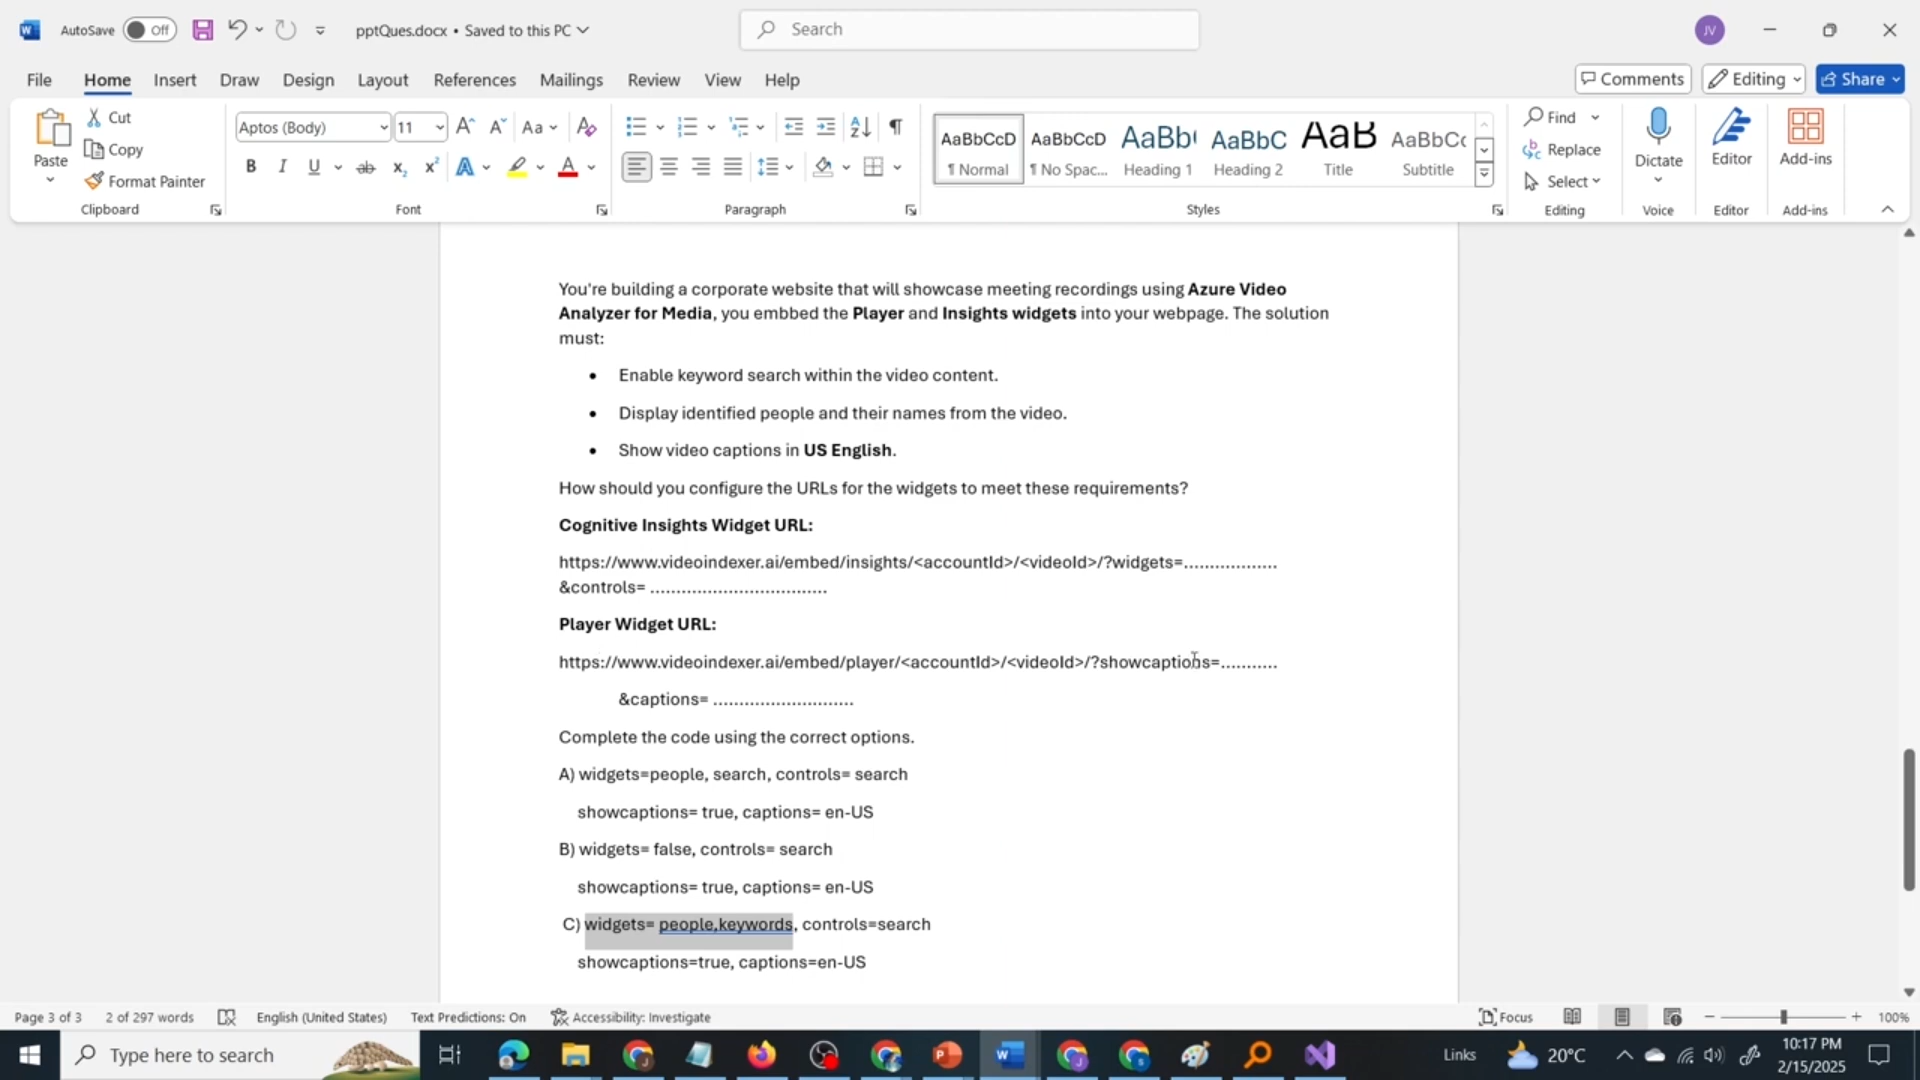 AutoSave Off pptQues.docx • Saved to this PC Search JV
File Home Insert Draw Design Layout References Mailings Review View Help Comments Editing Share
Paste Cut Copy Format Painter Clipboard
Aptos (Body) 11 Aa Font
Paragraph
AaBbCcD ¶ Normal AaBbCcD ¶ No Spac... AaBb( Heading 1 AaBbC Heading 2 AaB Title AaBbC( Subtitle Styles
Find Replace Select Editing
Dictate Voice Editor Editor Add-ins Add-ins
You're building a corporate website that will showcase meeting recordings using Azure Video
Analyzer for Media, you embbed the Player and Insights widgets into your webpage. The solution
must:
• Enable keyword search within the video content.
• Display identified people and their names from the video.
• Show video captions in US English.
How should you configure the URLs for the widgets to meet these requirements?
Cognitive Insights Widget URL:
https://www.videoindexer.ai/embed/insights/<accountId>/<videoId>/?widgets=..................
&controls= ..................................
Player Widget URL:
https://www.videoindexer.ai/embed/player/<accountId>/<videoId>/?showcaptions=...........
&captions= ...........................
Complete the code using the correct options.
A) widgets=people, search, controls= search
showcaptions= true, captions= en-US
B) widgets= false, controls= search
showcaptions= true, captions= en-US
C) widgets= people,keywords, controls=search
showcaptions=true, captions=en-US
Page 3 of 3 2 of 297 words English (United States) Text Predictions: On Accessibility: Investigate Focus 100%
Type here to search Links 20°C 10:17 PM
2/15/2025